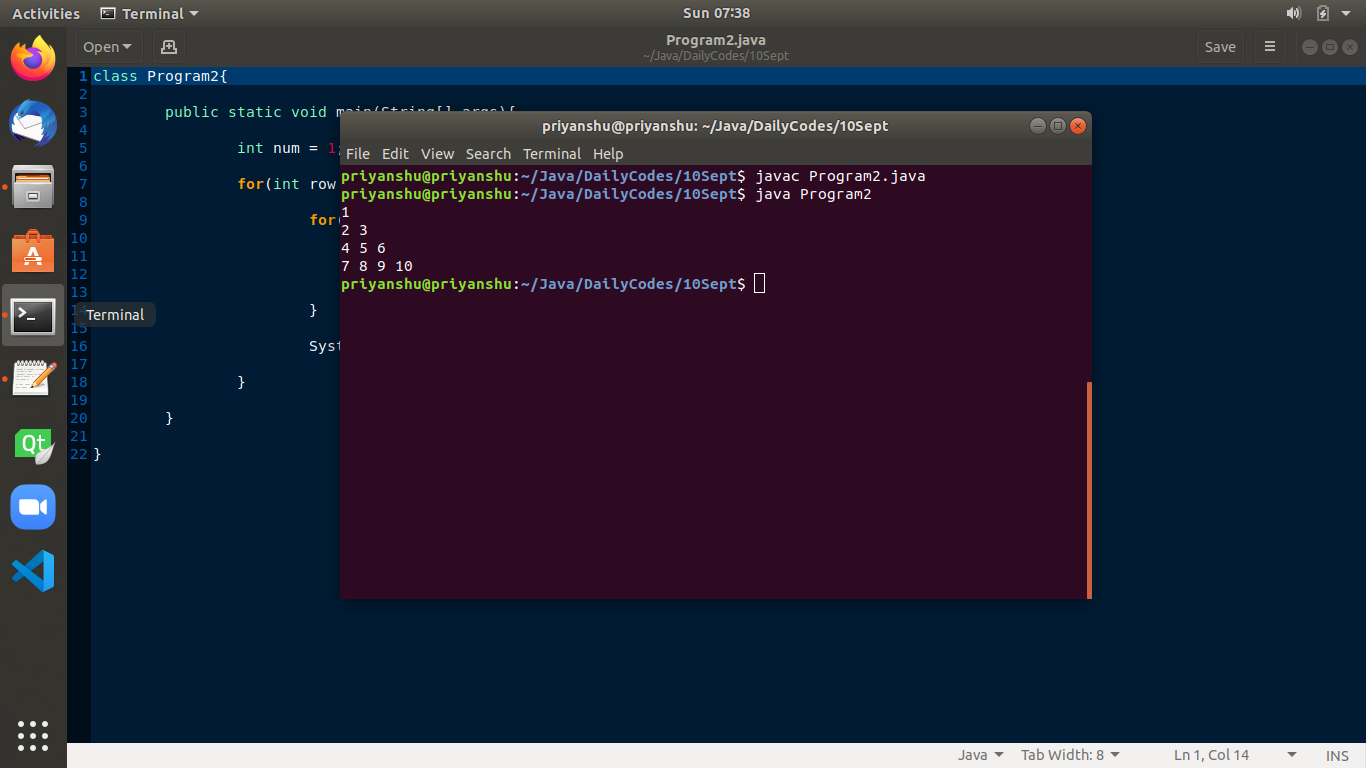 Activities Terminal Sun 07:38
Open Program2.java Save
~/Java/DailyCodes/10Sept
1 class Program2{
2
3 public static void main(String[] args){
4
5 int num = 1;
6
7 for(int row
8
9 for(
10
11
12
13
14 }
15
16 Syst
17
18 }
19
20 }
21
22 }
Terminal
priyanshu@priyanshu: ~/Java/DailyCodes/10Sept
File Edit View Search Terminal Help
priyanshu@priyanshu:~/Java/DailyCodes/10Sept$ javac Program2.java
priyanshu@priyanshu:~/Java/DailyCodes/10Sept$ java Program2
1
2 3
4 5 6
7 8 9 10
priyanshu@priyanshu:~/Java/DailyCodes/10Sept$
Qt
Java Tab Width: 8 Ln 1, Col 14 INS